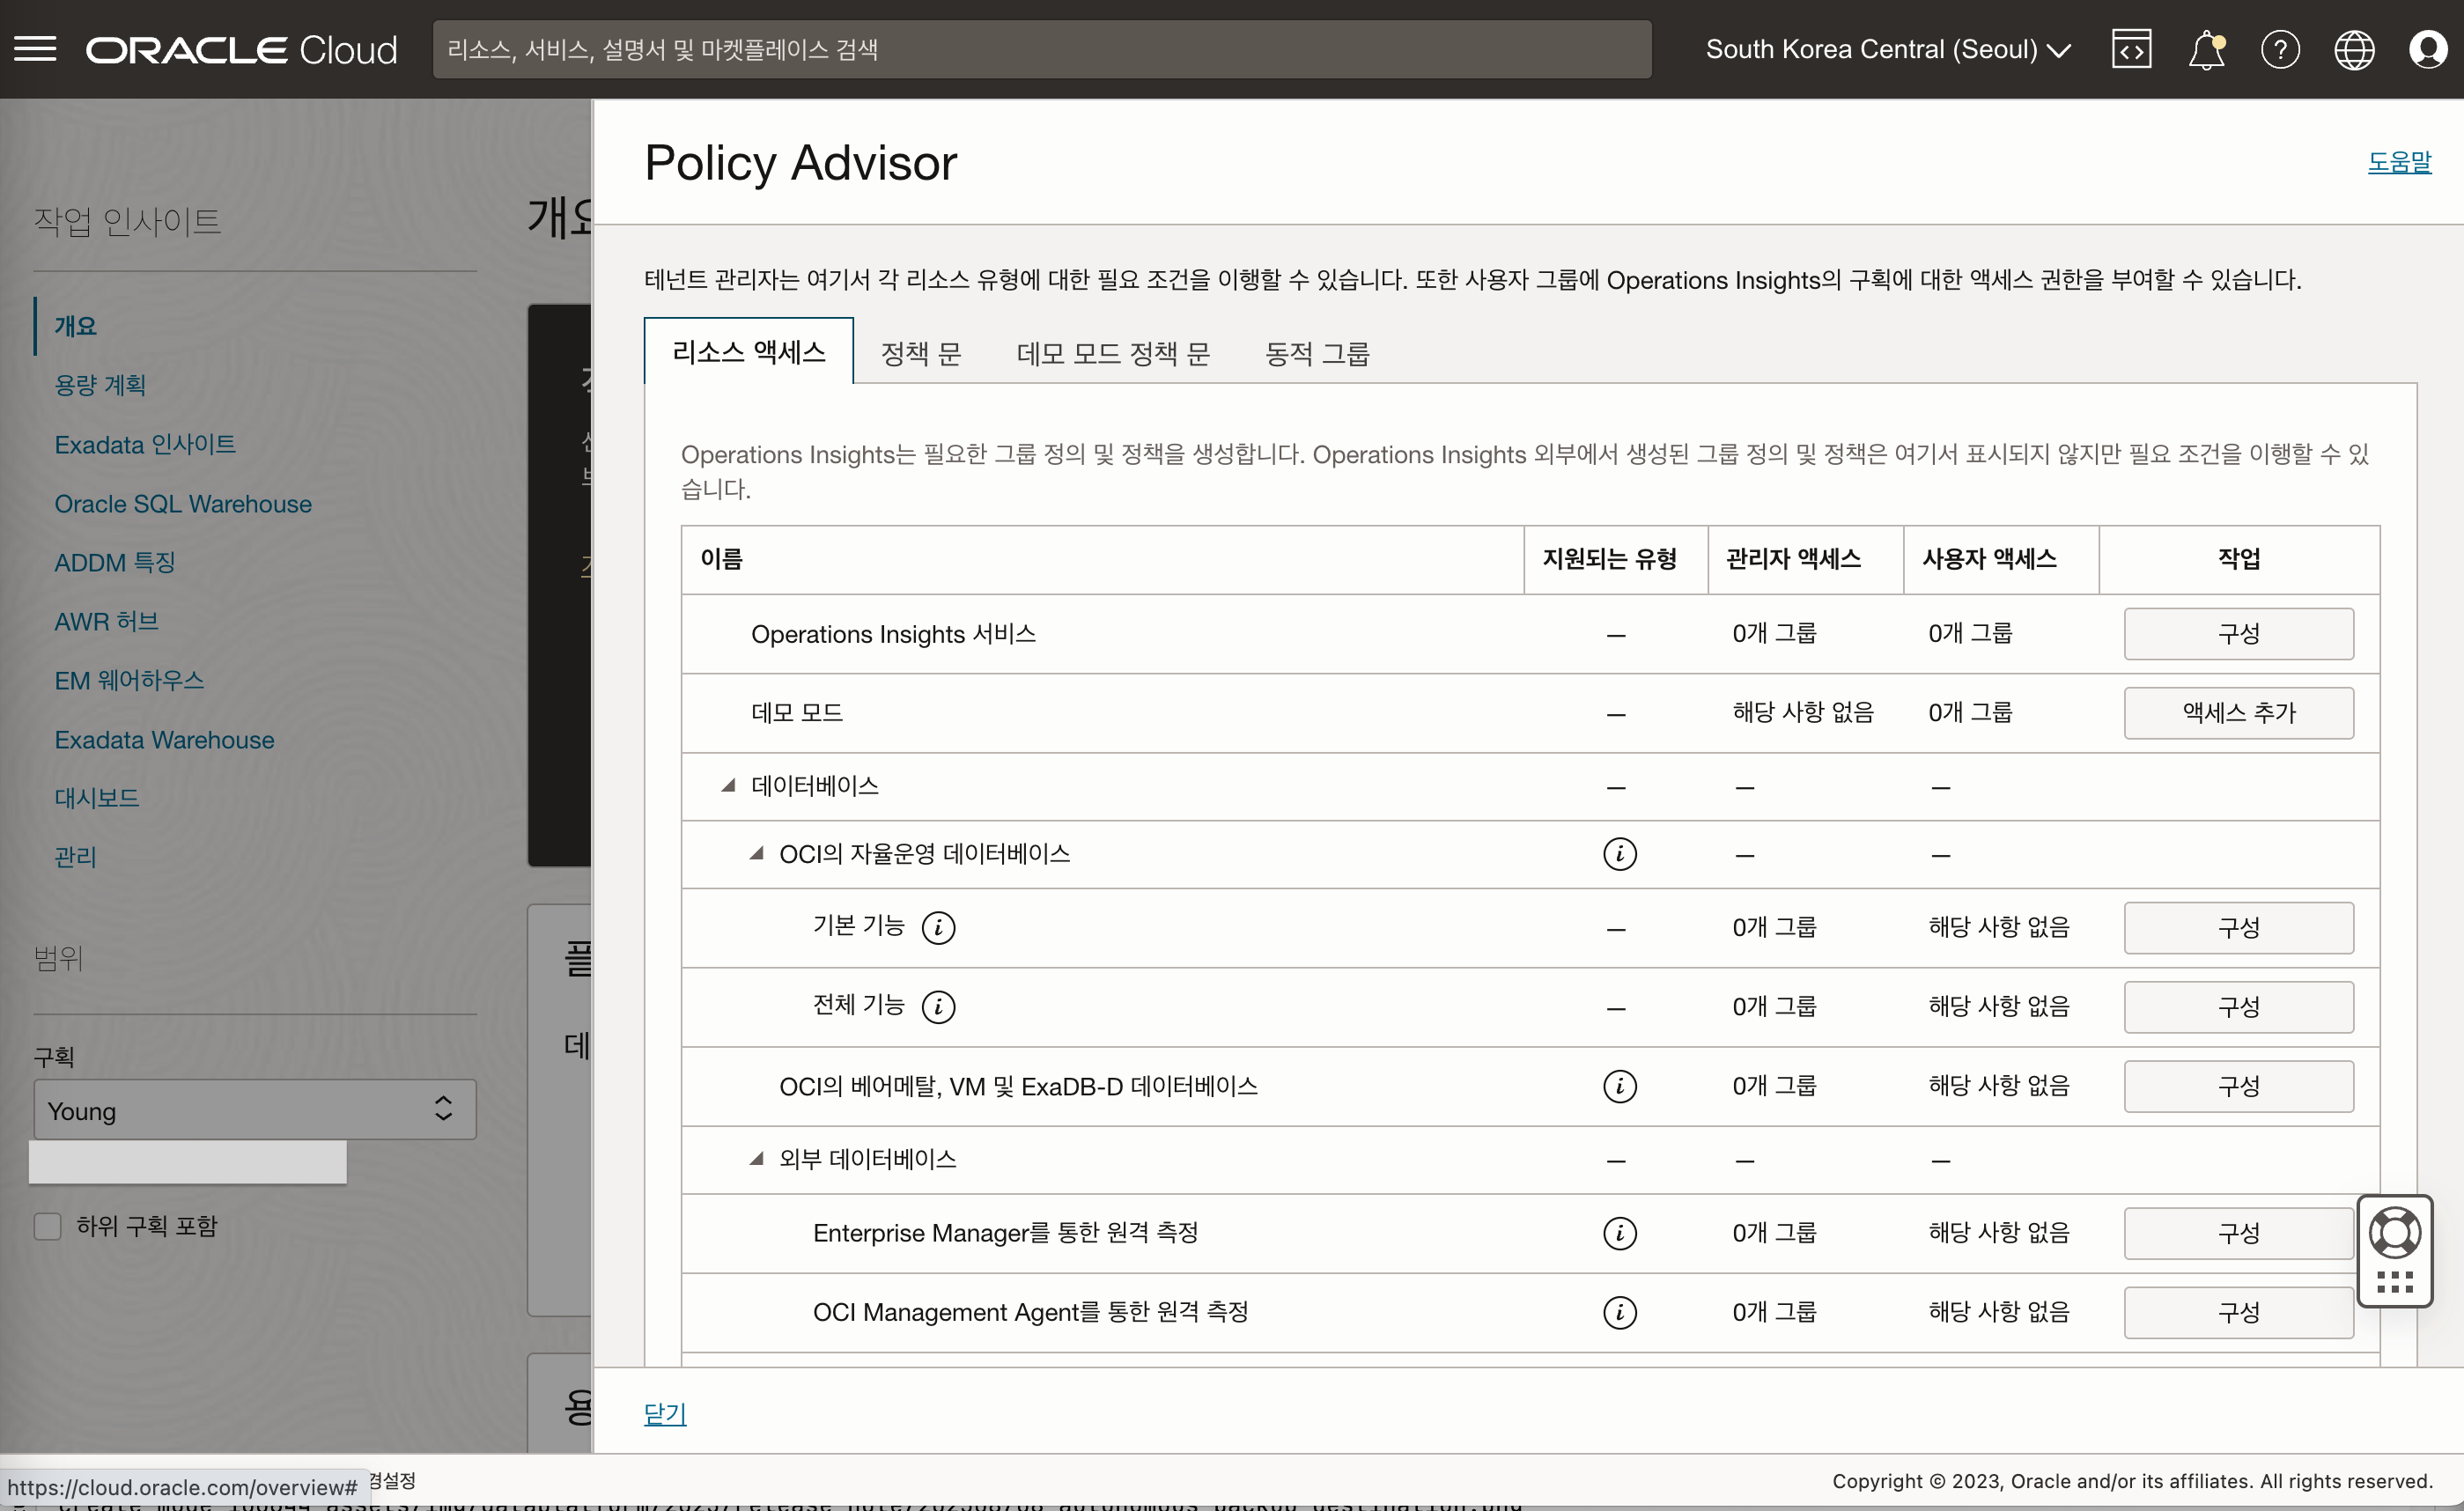 ORACLE Cloud
리소스, 서비스, 설명서 및 마켓플레이스 검색
South Korea Central (Seoul)
작업 인사이트
개요
용량 계획
Exadata 인사이트
Oracle SQL Warehouse
ADDM 특징
AWR 허브
EM 웨어하우스
Exadata Warehouse
대시보드
관리
범위
구획
Young
하위 구획 포함
Policy Advisor
도움말
테넌트 관리자는 여기서 각 리소스 유형에 대한 필요 조건을 이행할 수 있습니다. 또한 사용자 그룹에 Operations Insights의 구획에 대한 액세스 권한을 부여할 수 있습니다.
리소스 액세스 정책 문 데모 모드 정책 문 동적 그룹
Operations Insights는 필요한 그룹 정의 및 정책을 생성합니다. Operations Insights 외부에서 생성된 그룹 정의 및 정책은 여기서 표시되지 않지만 필요 조건을 이행할 수 있
습니다.
이름 지원되는 유형 관리자 액세스 사용자 액세스 작업
Operations Insights 서비스 — 0개 그룹 0개 그룹 구성
데모 모드 — 해당 사항 없음 0개 그룹 액세스 추가
데이터베이스 — — —
OCI의 자율운영 데이터베이스 — —
기본 기능 — 0개 그룹 해당 사항 없음 구성
전체 기능 — 0개 그룹 해당 사항 없음 구성
OCI의 베어메탈, VM 및 ExaDB-D 데이터베이스 0개 그룹 해당 사항 없음 구성
외부 데이터베이스 — — —
Enterprise Manager를 통한 원격 측정 0개 그룹 해당 사항 없음 구성
OCI Management Agent를 통한 원격 측정 0개 그룹 해당 사항 없음 구성
닫기
https://cloud.oracle.com/overview#
Copyright © 2023, Oracle and/or its affiliates. All rights reserved.